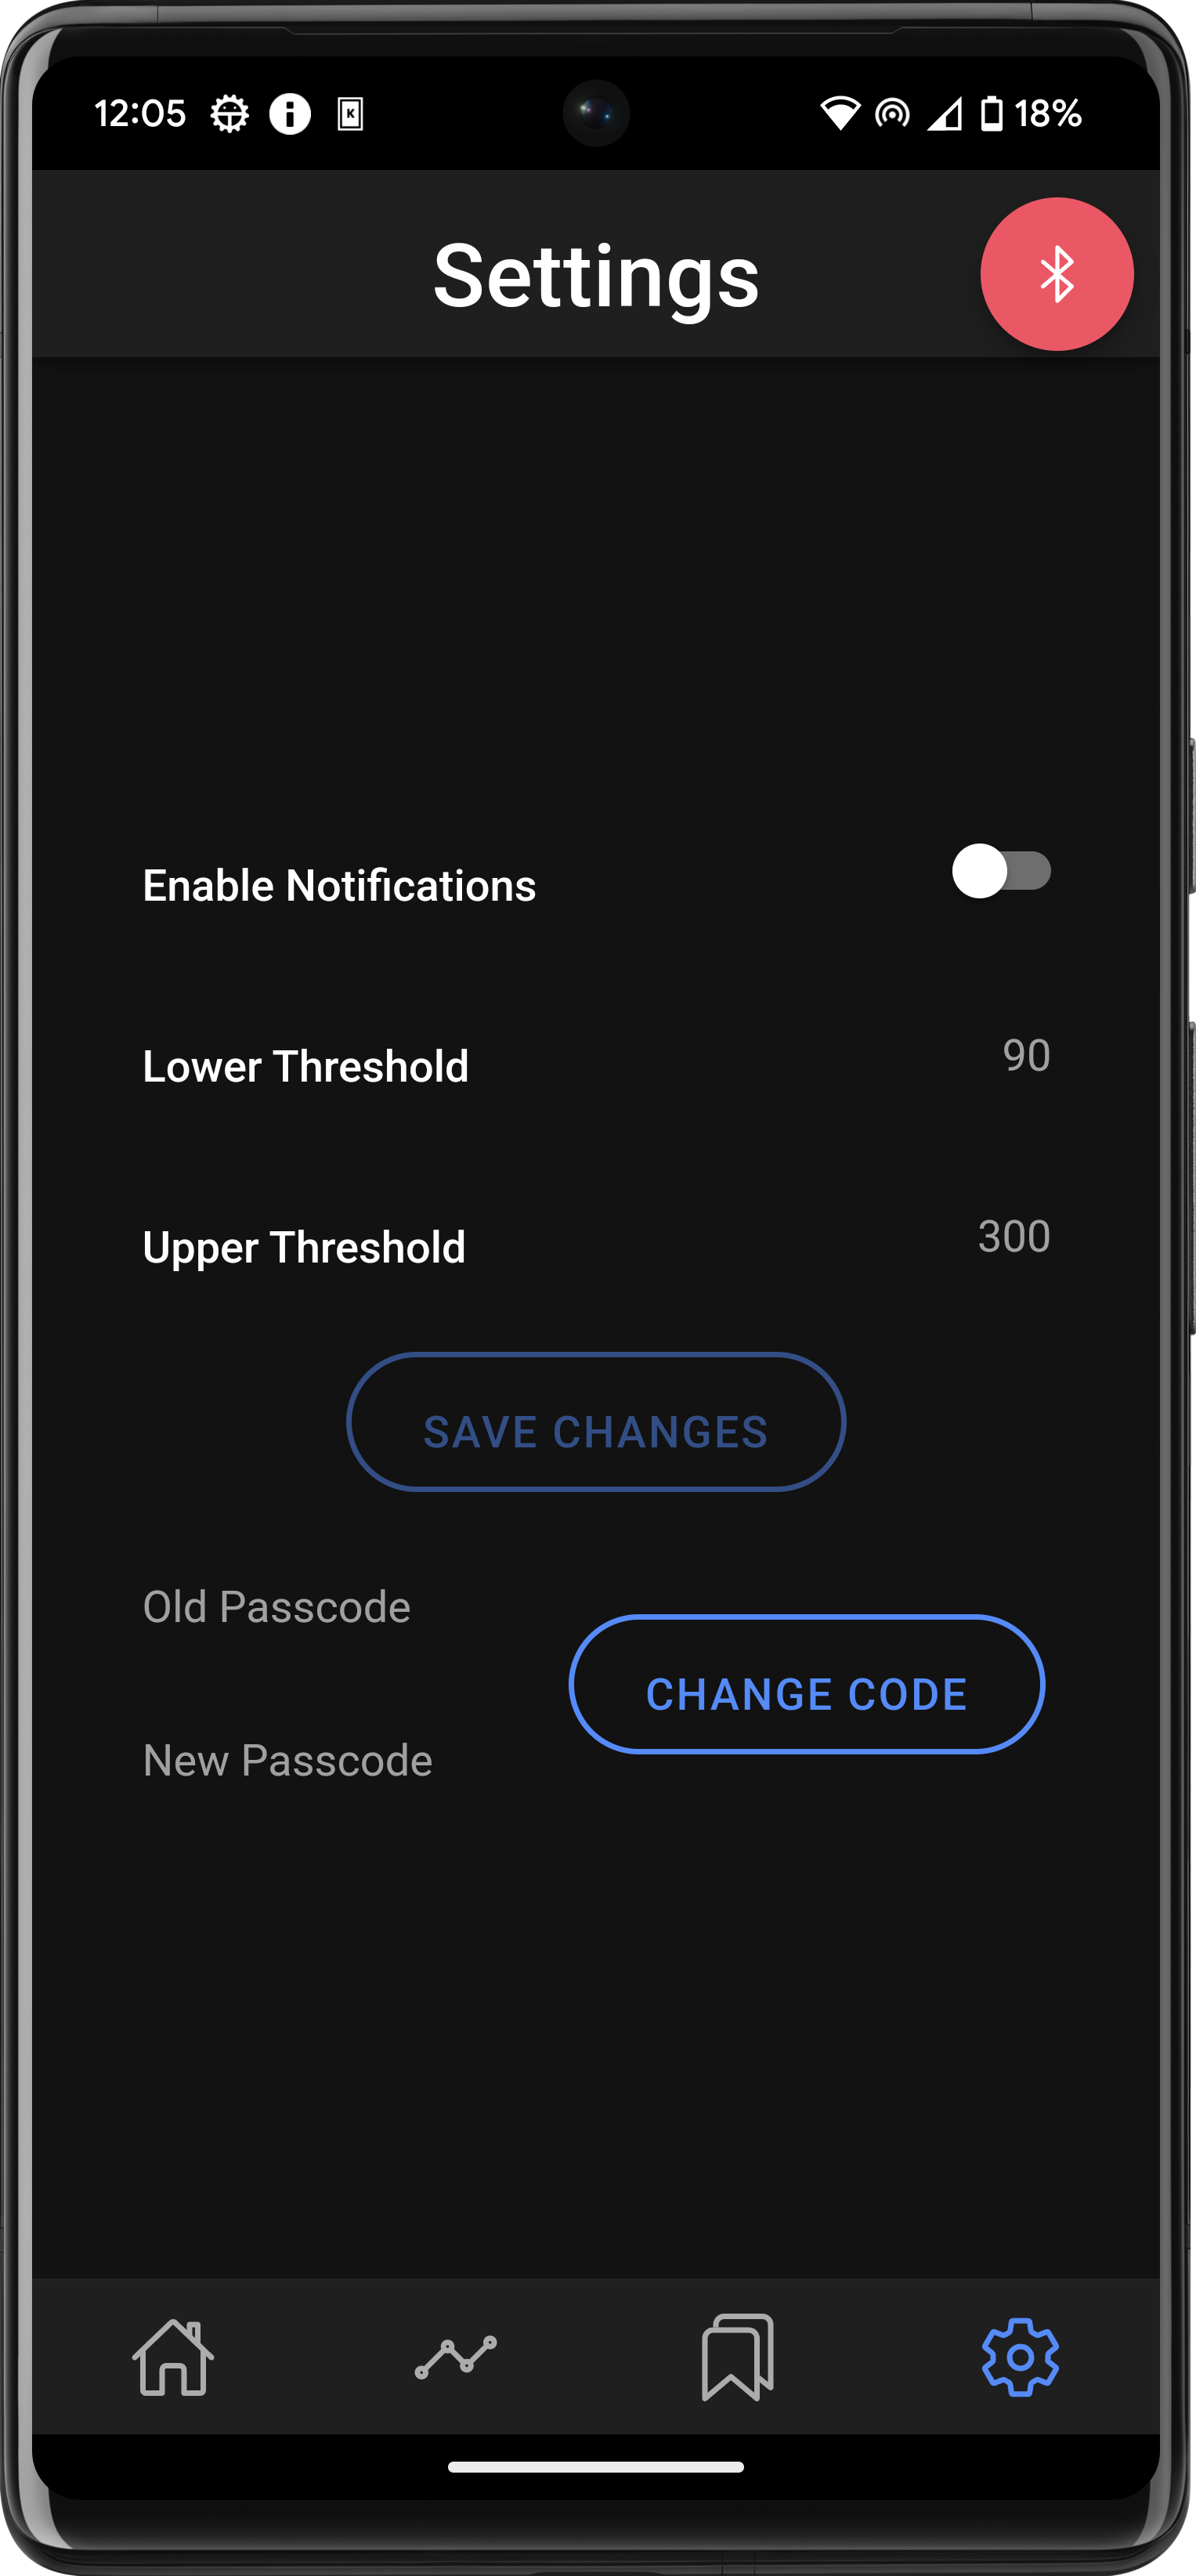 12:05 K 18%
Settings
Enable Notifications
Lower Threshold 90
Upper Threshold 300
SAVE CHANGES
Old Passcode
CHANGE CODE
New Passcode